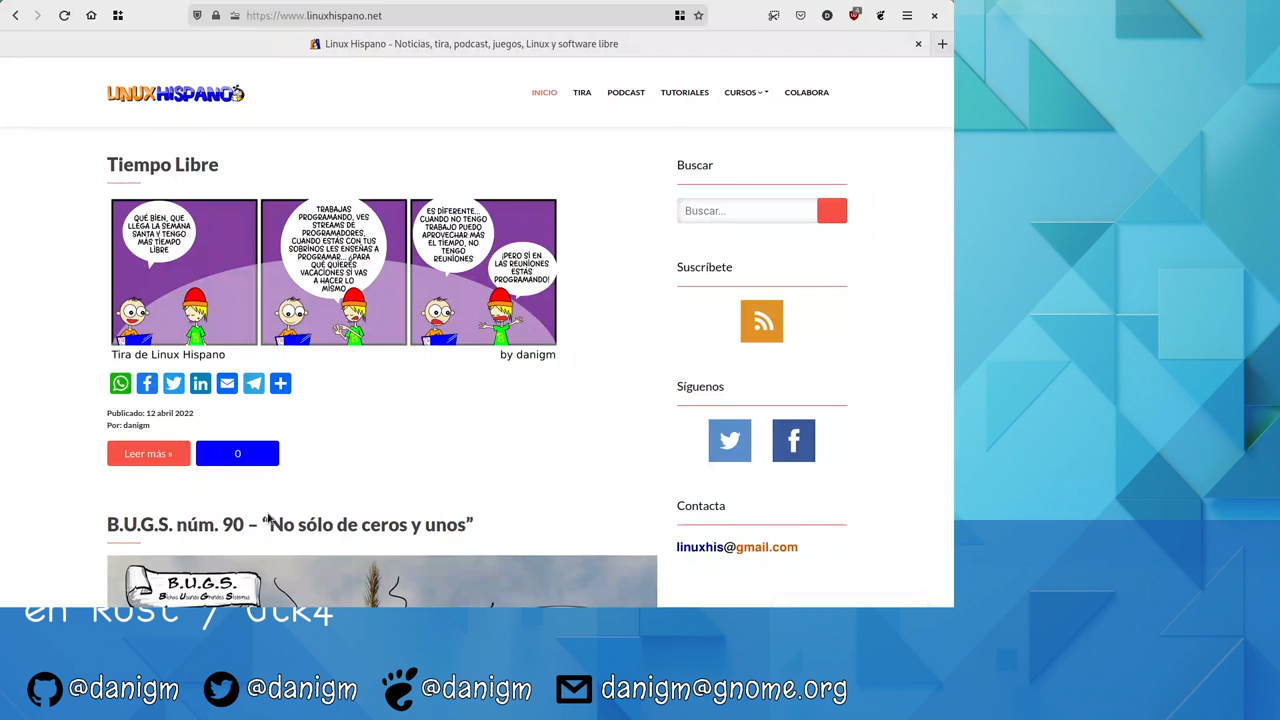 https://www.linuxhispano.net
4
Linux Hispano - Noticias, tira, podcast, juegos, Linux y software libre
LINUXHISPANO
INICIO
TIRA
PODCAST
TUTORIALES
CURSOS
COLABORA
Tiempo Libre
QUÉ BIEN, QUE
LLEGA LA SEMANA
SANTA Y TENGO
MÁS TIEMPO
LIBRE
TRABAJAS
PROGRAMANDO, VES
STREAMS DE
PROGRAMADORES,
CUANDO ESTÁS CON TUS
SOBRINOS LES ENSEÑAS A
PROGRAMAR... ¿PARA
QUÉ QUIERES
VACACIONES SI VAS
A HACER LO
MISMO
ES DIFERENTE...
CUANDO NO TENGO
TRABAJO PUEDO
APROVECHAR MÁS
EL TIEMPO, NO
TENGO
REUNIONES
¡PERO SI EN
LAS REUNIONES
ESTÁS
PROGRAMANDO!
Tira de Linux Hispano
by danigm
Publicado: 12 abril 2022
Por: danigm
Leer más »
0
B.U.G.S. núm. 90 – “No sólo de ceros y unos”
B.U.G.S.
Bichos Usando Grandes Sistemas
Buscar
Buscar...
Suscríbete
Síguenos
Contacta
linuxhis@gmail.com
en Rust / Gtk4
@danigm
@danigm
@danigm
danigm@gnome.org